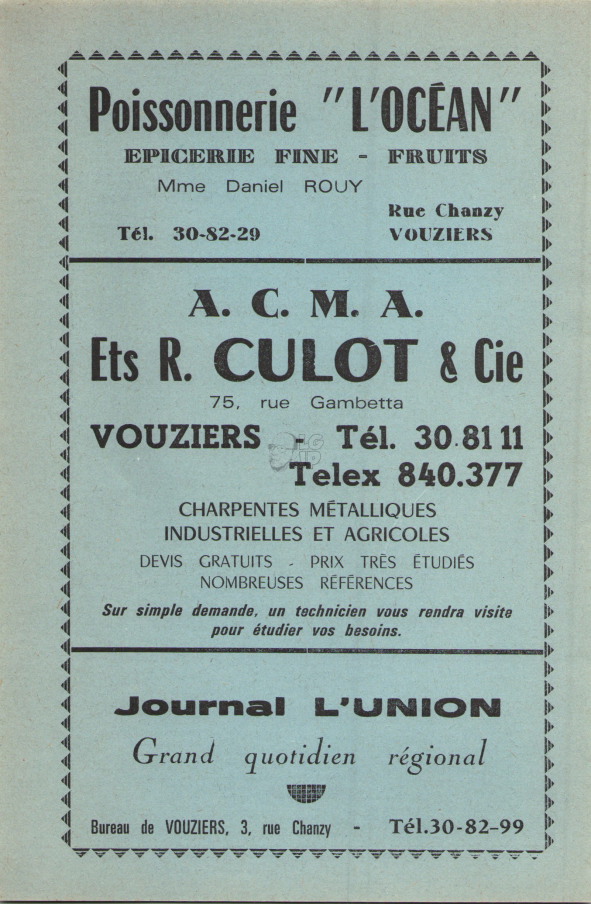 Poissonnerie "L'OCÉAN"
EPICERIE FINE - FRUITS
Mme Daniel ROUY
Rue Chanzy
Tél. 30-82-29 VOUZIERS
A. C. M. A.
Ets R. CULOT & Cie
75, rue Gambetta
VOUZIERS - Tél. 30.81 11
Telex 840.377
CHARPENTES MÉTALLIQUES
INDUSTRIELLES ET AGRICOLES
DEVIS GRATUITS - PRIX TRÈS ÉTUDIÉS
NOMBREUSES RÉFÉRENCES
Sur simple demande, un technicien vous rendra visite
pour étudier vos besoins.
Journal L'UNION
Grand quotidien régional
Bureau de VOUZIERS, 3, rue Chanzy - Tél.30-82-99